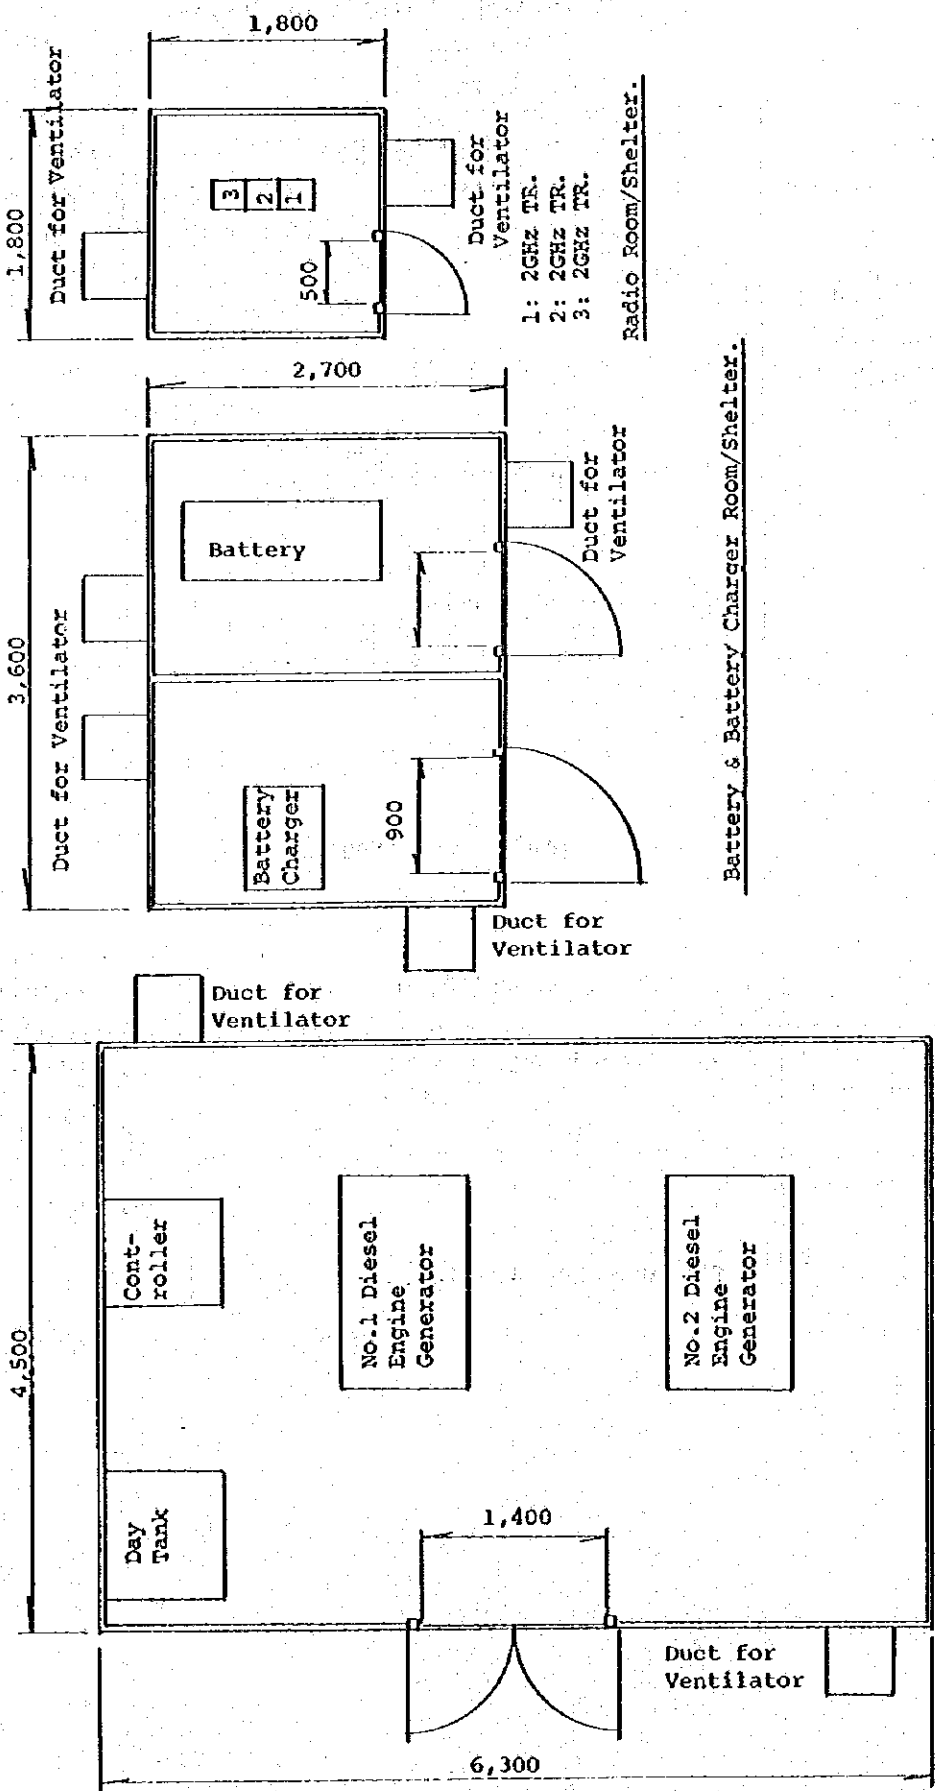 1,800
1,800
Duct for Ventilator
3
2
1
500
Duct for
Ventilator
1: 2GHz TR.
2: 2GHz TR.
3: 2GHz TR.
Radio Room/Shelter.
2,700
3,600
Duct for Ventilator
Battery
Duct for
Ventilator
Battery
Charger
900
Battery & Battery Charger Room/Shelter.
Duct for
Ventilator
Duct for
Ventilator
4,500
Cont-
roller
No.1 Diesel
Engine
Generator
No.2 Diesel
Engine
Generator
Day
Tank
1,400
Duct for
Ventilator
6,300